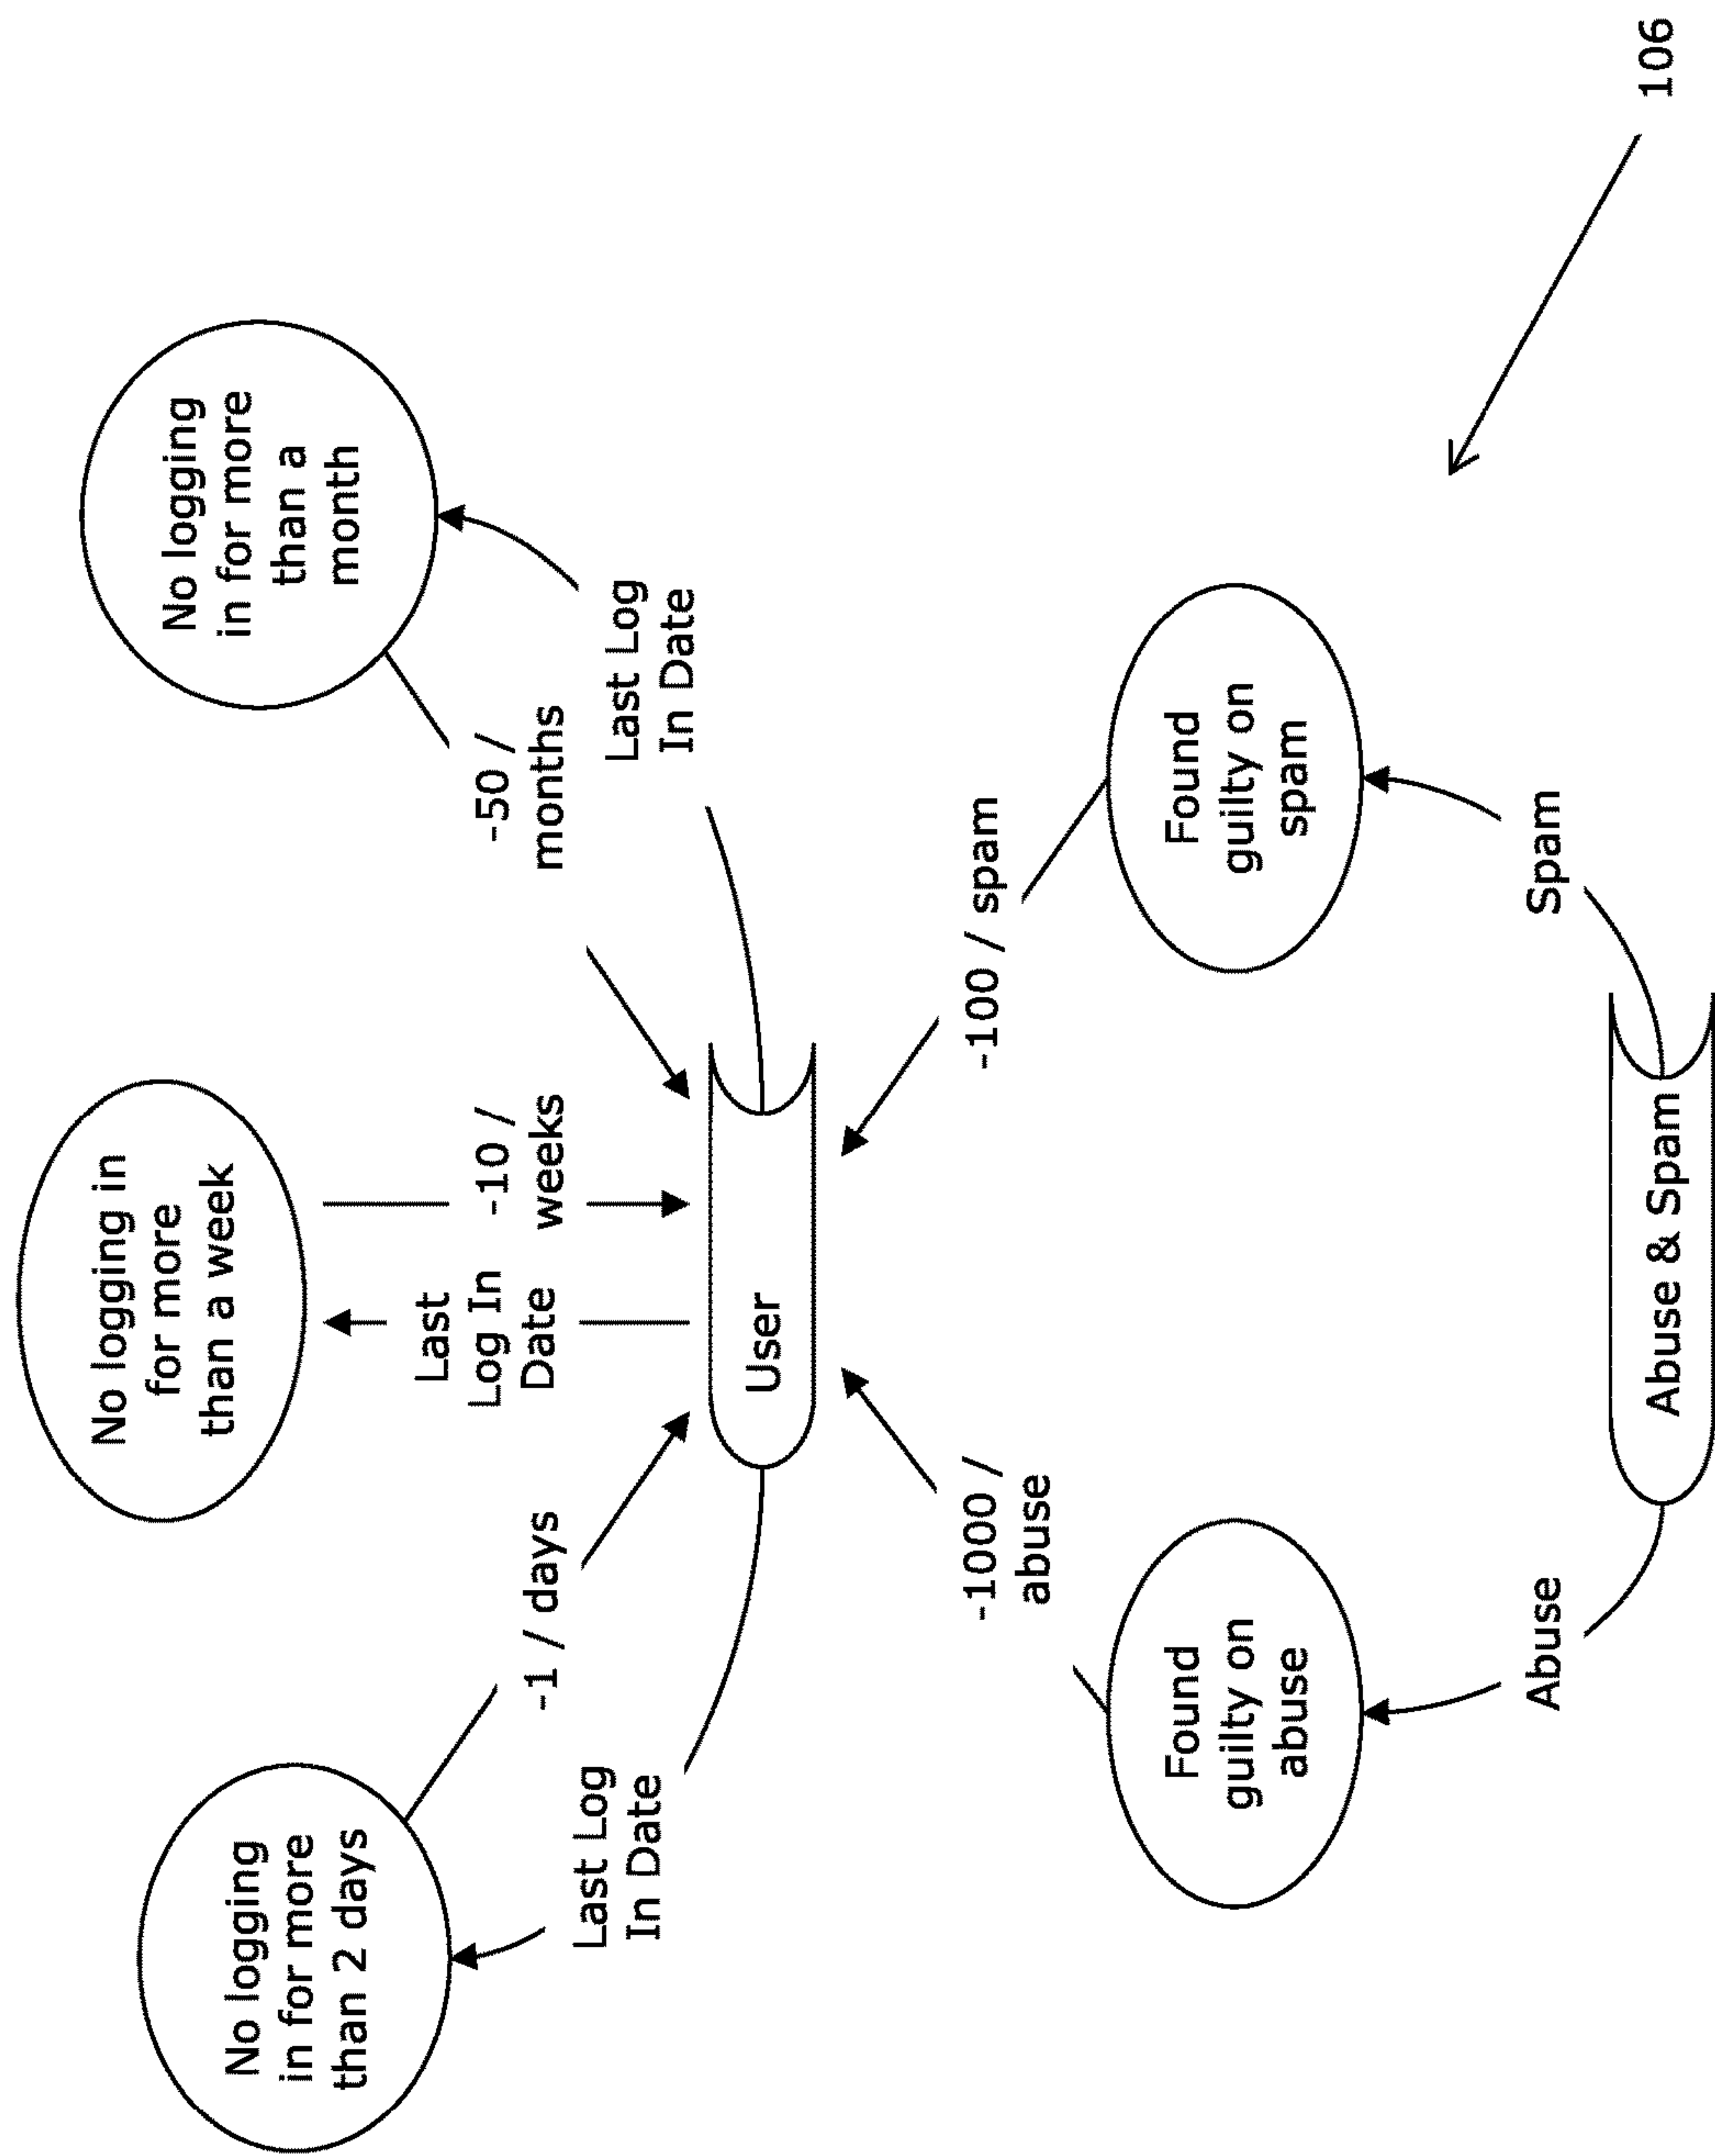 No logging
in for more
than 2 days
No logging in
for more
than a week
No logging
in for more
than a
month
-1 / days
Last
Log In
Date
-10 /
weeks
-50 /
months
Last Log
In Date
Last Log
In Date
User
-1000 /
abuse
-100 / spam
Found
guilty on
abuse
Found
guilty on
spam
Abuse
Spam
Abuse & Spam
106